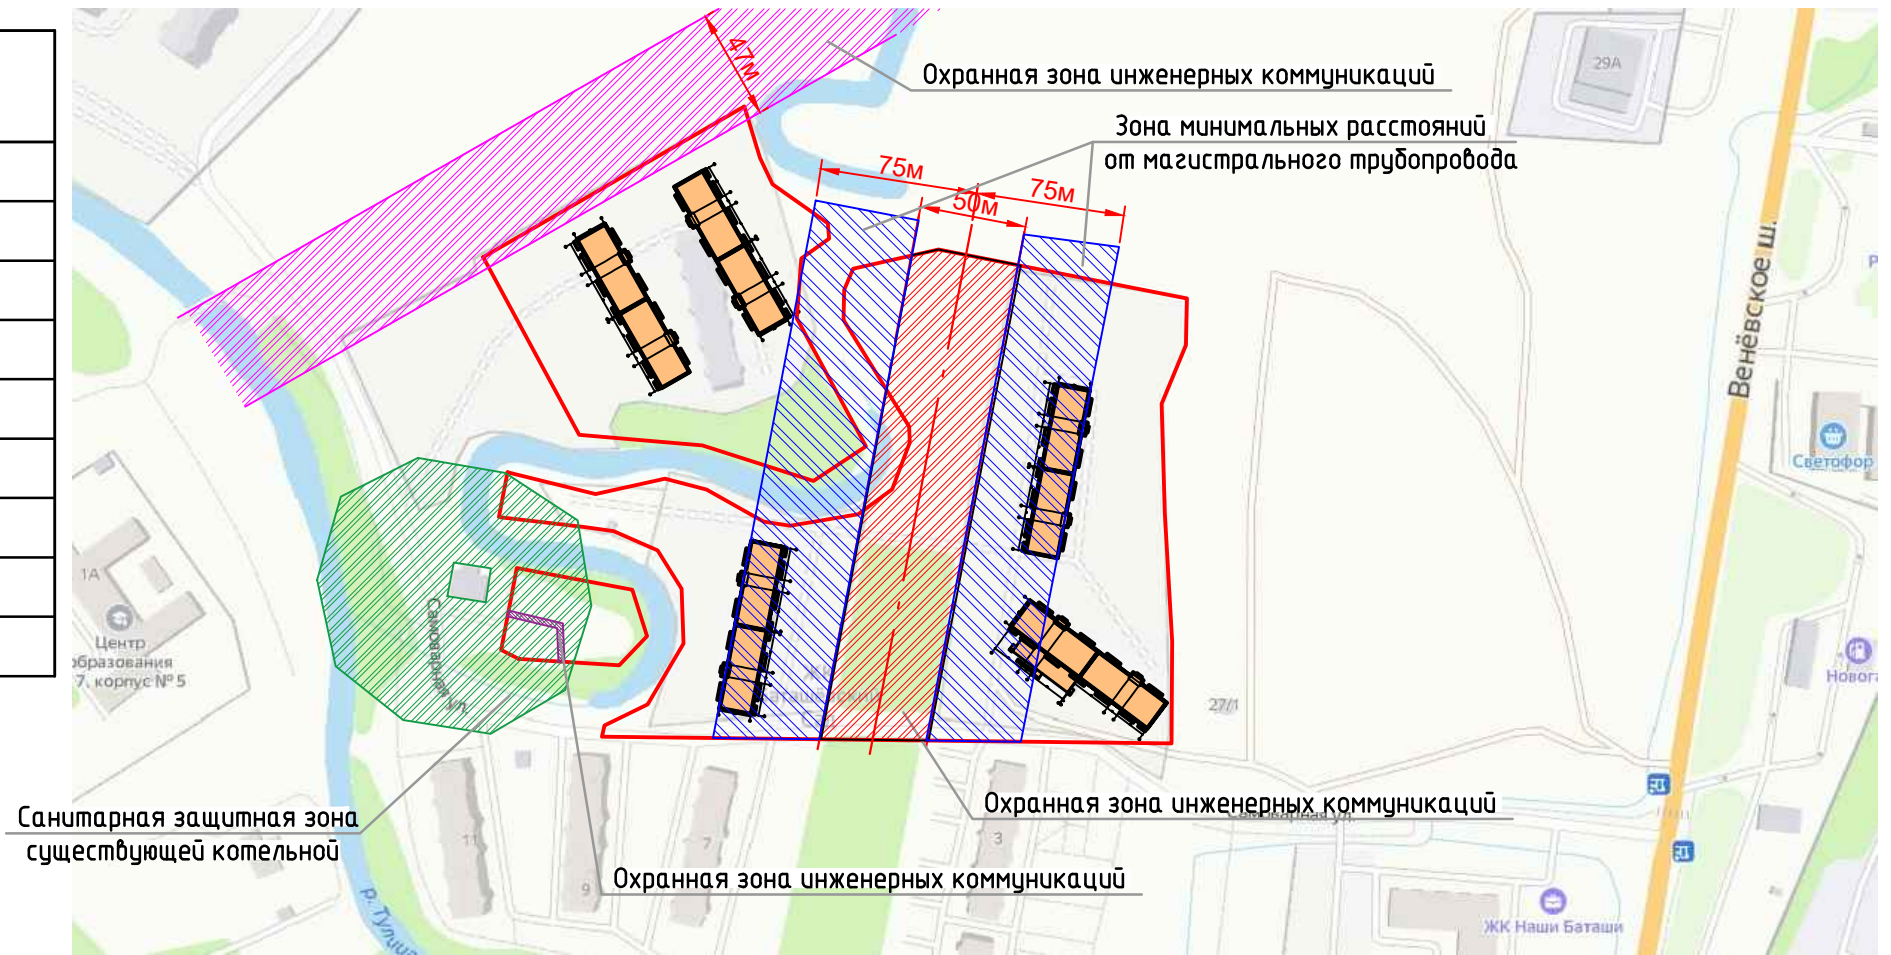 47м
Охранная зона инженерных коммуникаций
29А
Зона минимальных расстояний
от магистрального трубопровода
75м
75м
50м
Венёвское ш.
Светофор
1А
Центр
образования
7, корпус № 5
Самоварная ул.
ЖК
27/1
Новога
Санитарная защитная зона
существующей котельной
Охранная зона инженерных коммуникаций
Самоварная ул.
11
7
3
9
Охранная зона инженерных коммуникаций
р. Тулица
ЖК Наши Баташи